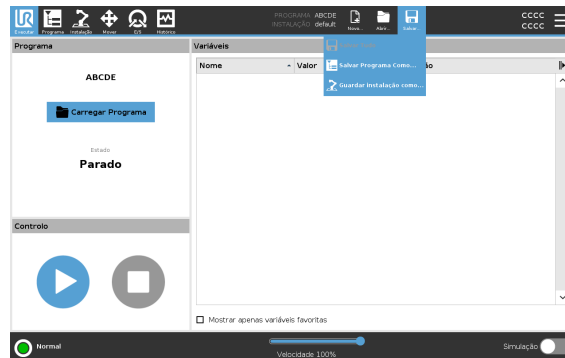 UR
PROGRAMA ABCDE
INSTALAÇÃO default
cccc
cccc
Executar Programa Instalação Mover E/S Histórico
Novo... Abrir... Salvar...
Programa
Variáveis
Nome Valor
ão
Salvar Programa Como...
Guardar Instalação como...
ABCDE
Carregar Programa
Estado
Parado
Controlo
Mostrar apenas variáveis favoritas
Normal
Velocidade 100%
Simulação